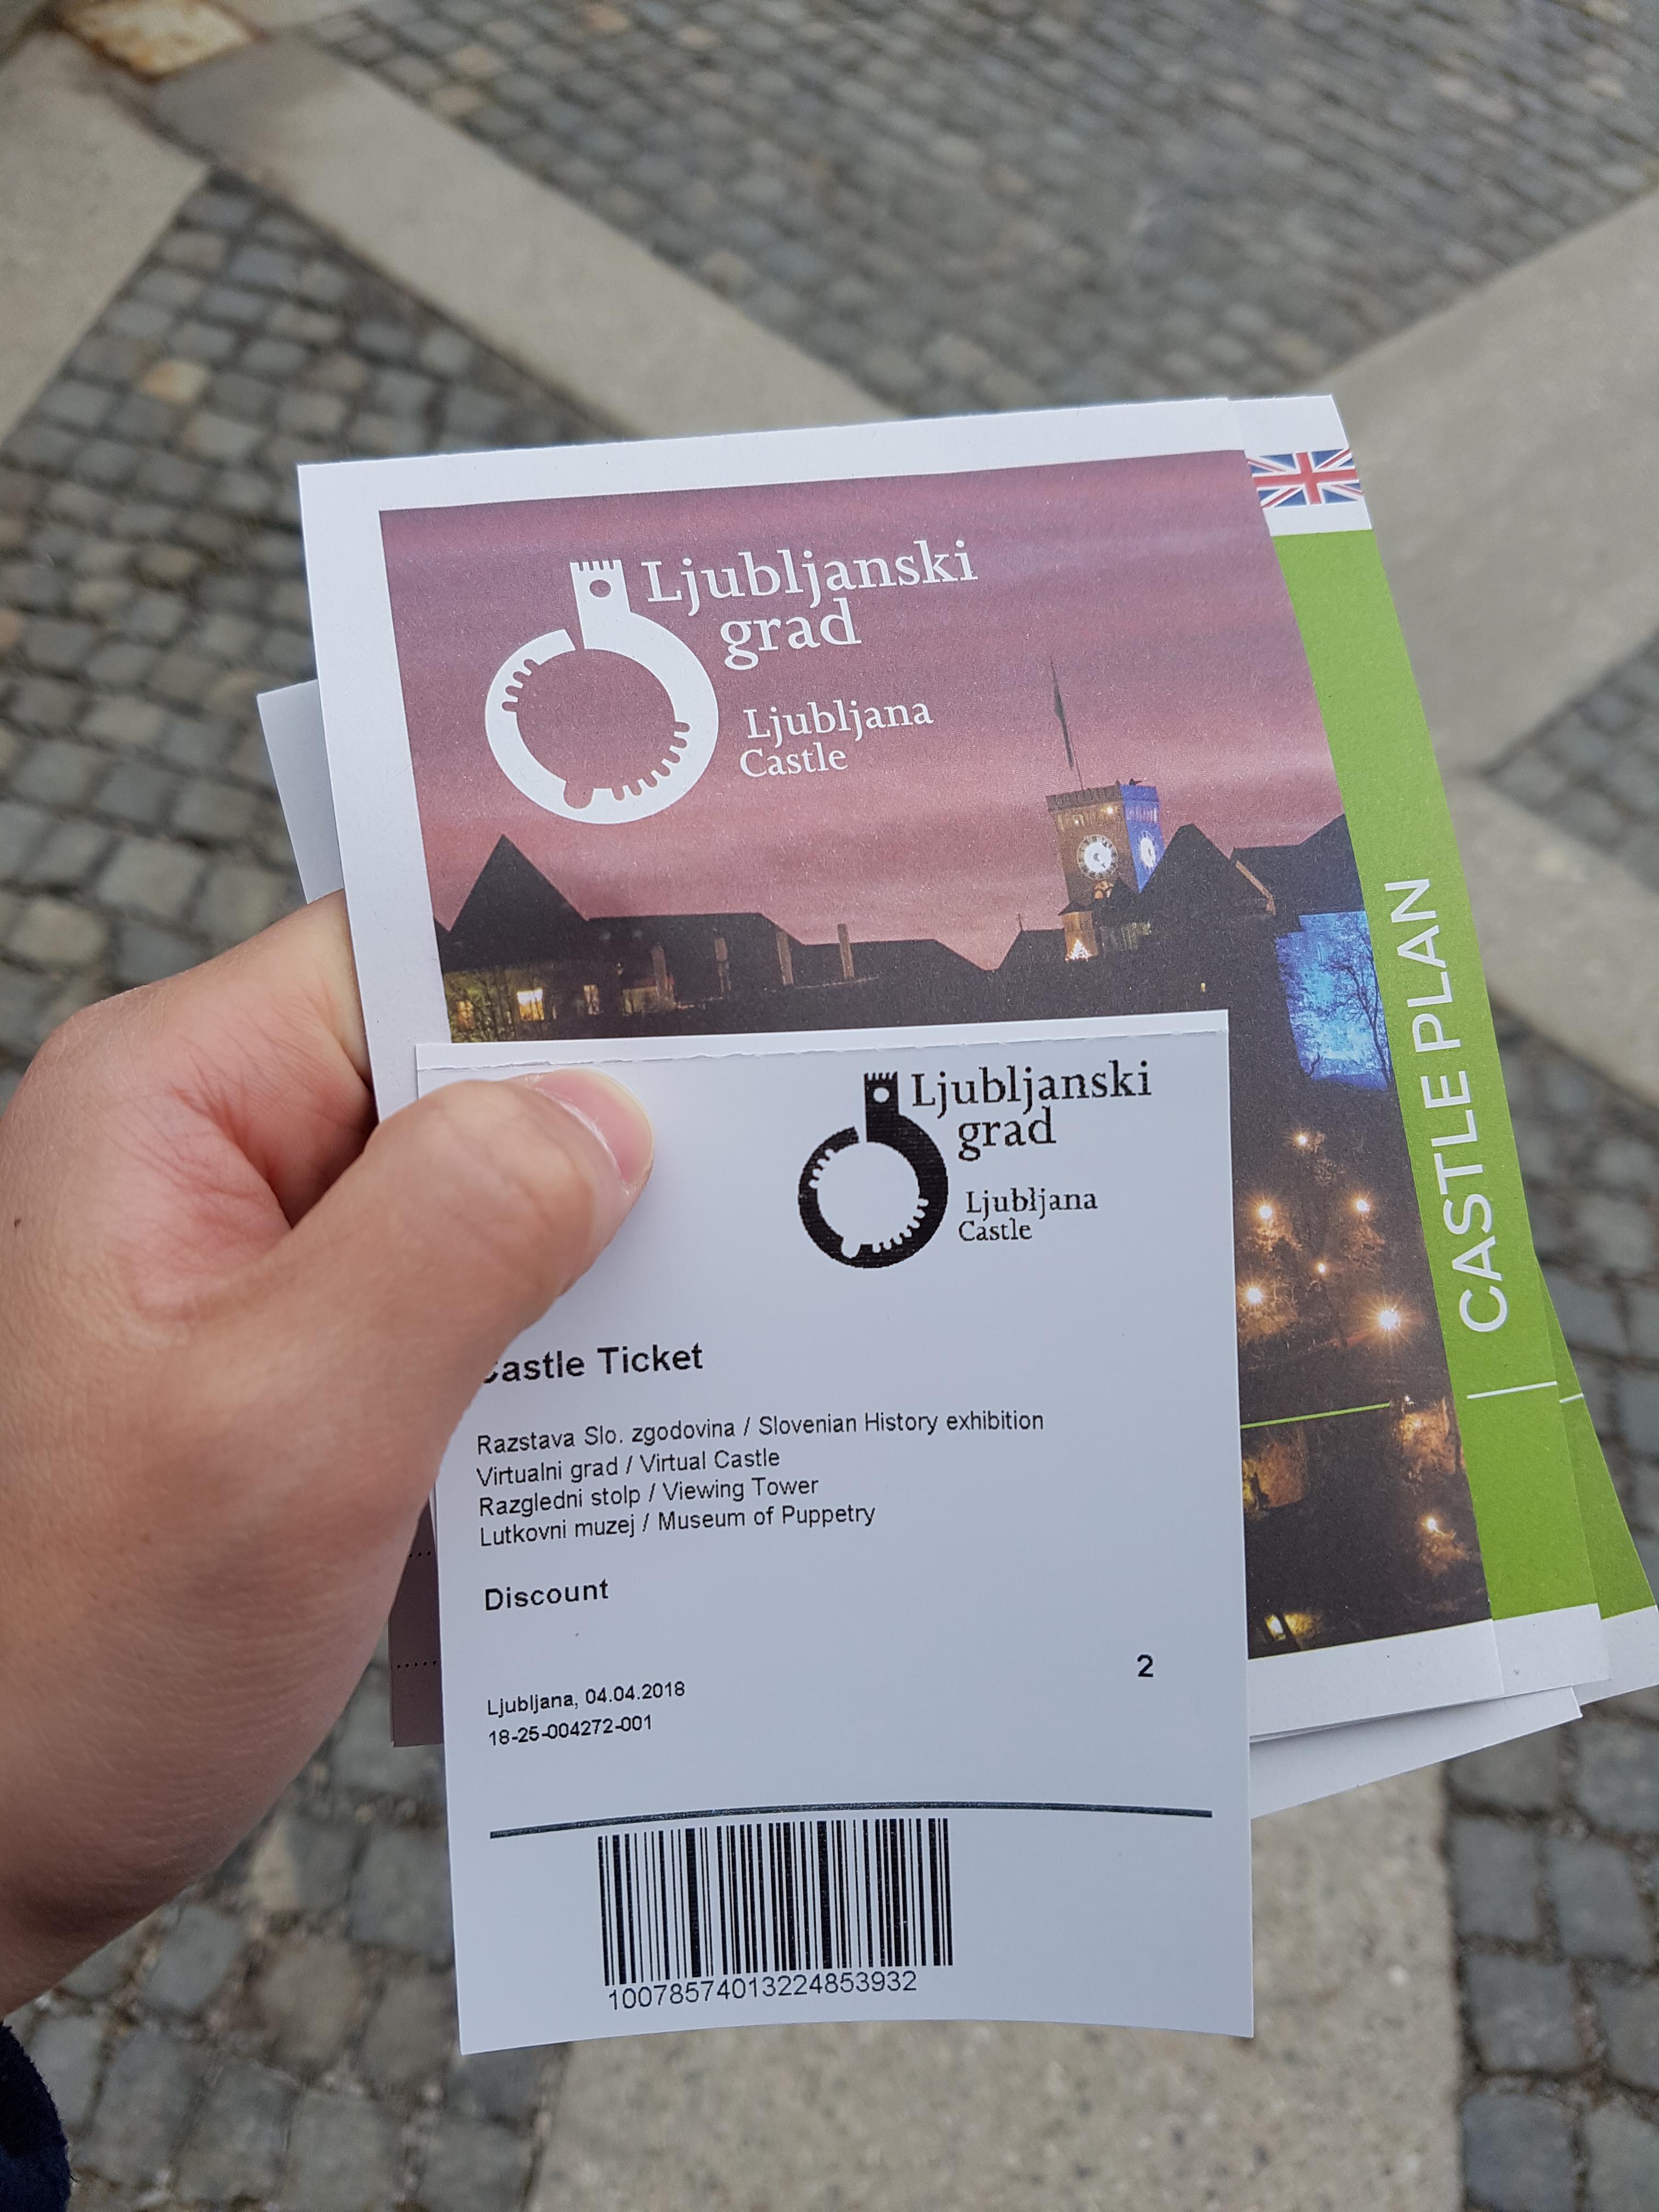 Ljubljanski
grad
Ljubljana
Castle
CASTLE PLAN
Ljubljanski
grad
Ljubljana
Castle
Castle Ticket
Razstava Slo. zgodovina / Slovenian History exhibition
Virtualni grad / Virtual Castle
Razgledni stolp / Viewing Tower
Lutkovni muzej / Museum of Puppetry
Discount
2
Ljubljana, 04.04.2018
18-25-004272-001
10078574013224853932